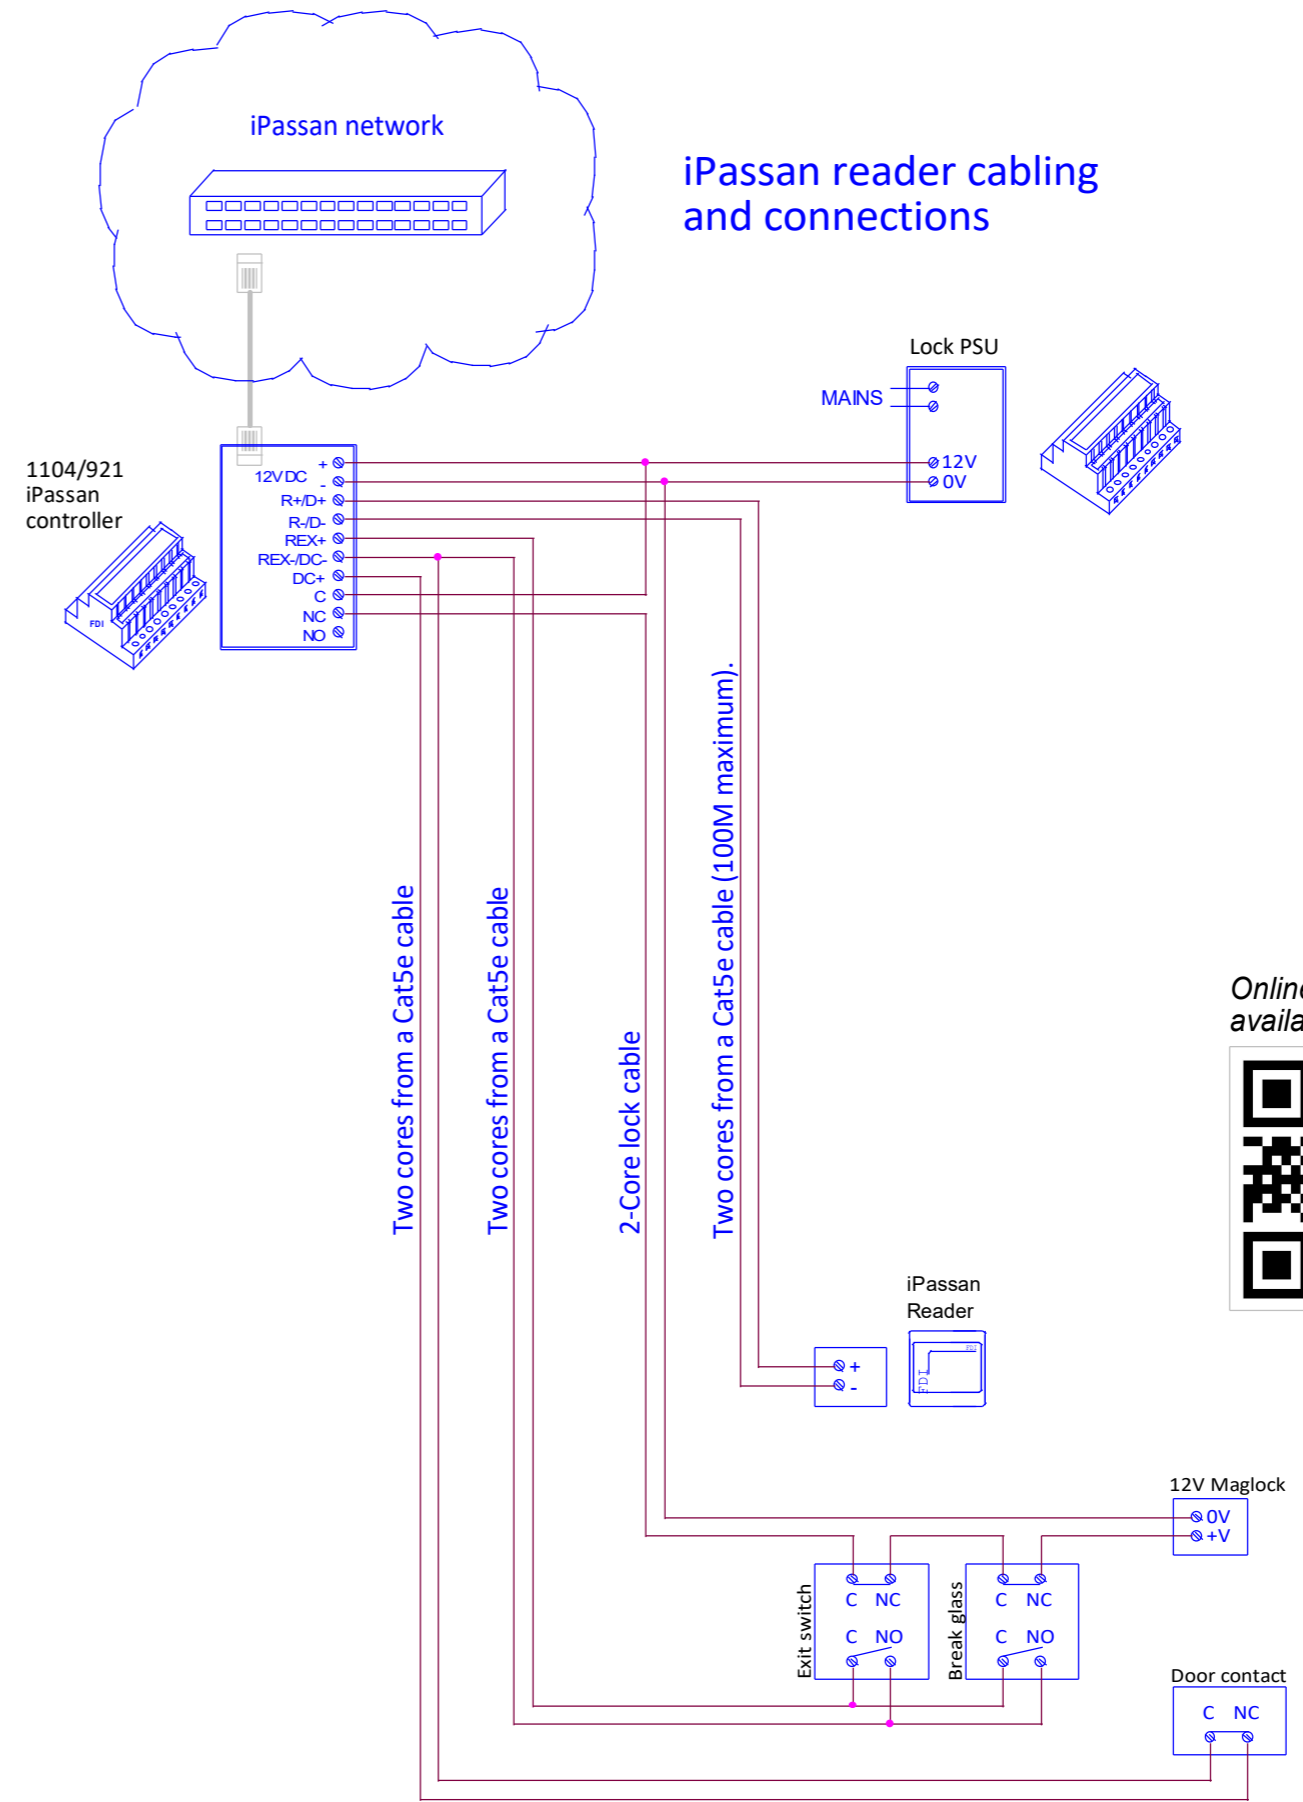 iPassan network
iPassan reader cabling
and connections
Lock PSU
MAINS
12V
0V
1104/921
iPassan
controller
FDI
+
12V DC
-
R+/D+
R-/D-
REX+
REX-/DC-
DC+
C
NC
NO
Two cores from a Cat5e cable
Two cores from a Cat5e cable
2-Core lock cable
Two cores from a Cat5e cable (100M maximum).
Online
availa
iPassan
Reader
+
-
FDI
FDI
12V Maglock
0V
+V
Exit switch
C NC
C NO
Break glass
C NC
C NO
Door contact
C NC